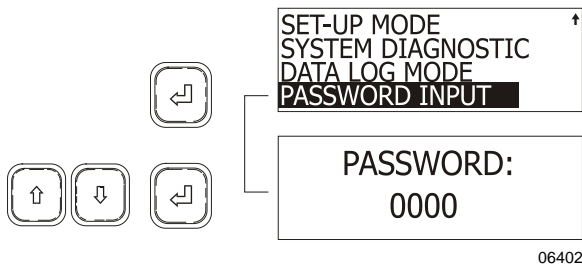 SET-UP MODE
SYSTEM DIAGNOSTIC
DATA LOG MODE
PASSWORD INPUT
PASSWORD:
0000
06402